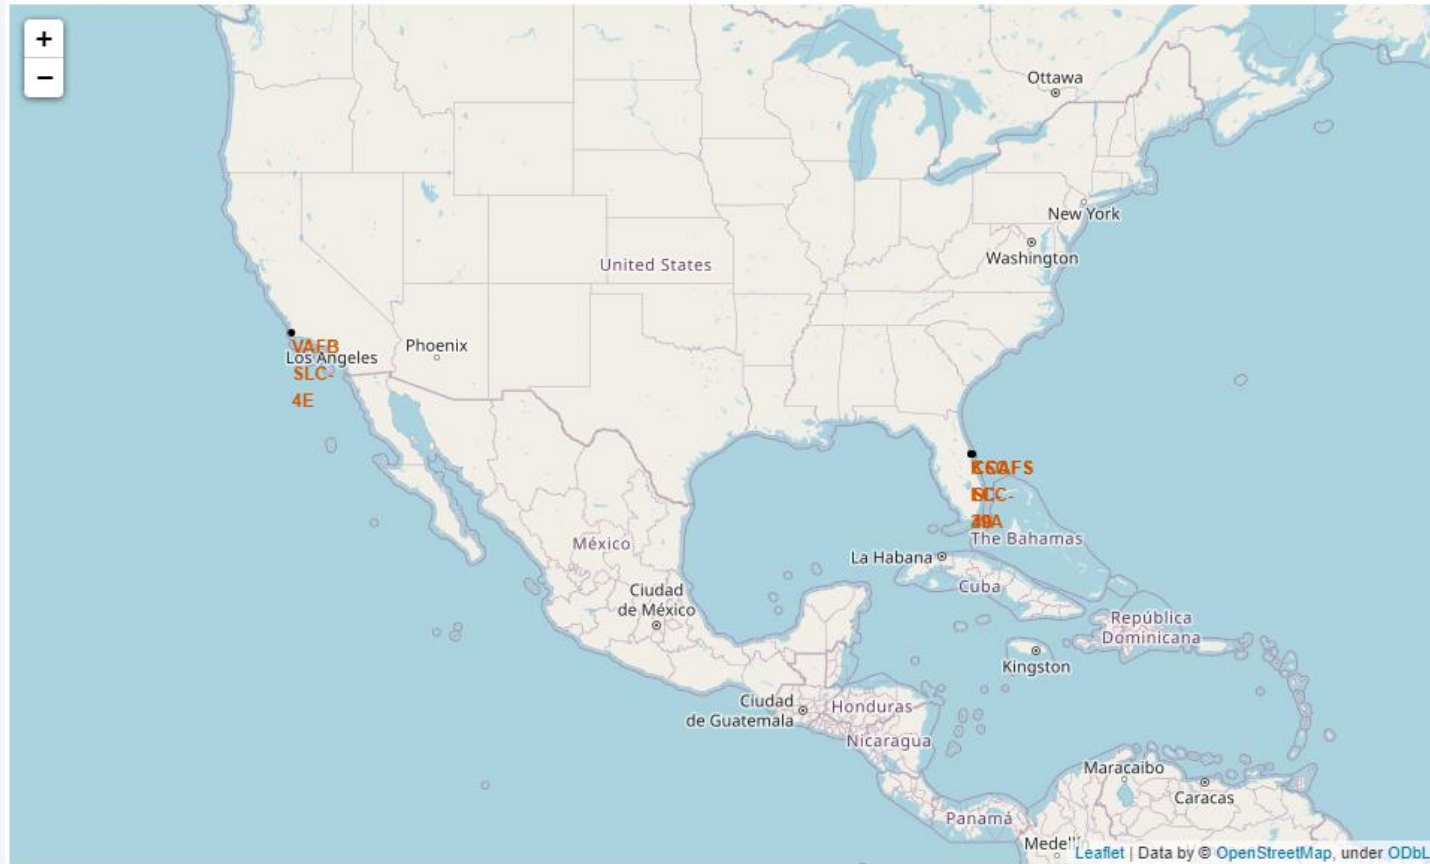 +
−
Ottawa
New York
Washington
United States
VAFB
Los Angeles
SLC-
4E
Phoenix
The Bahamas
La Habana
Cuba
México
Ciudad
de México
República
Dominicana
Kingston
Ciudad
de Guatemala
Honduras
Nicaragua
Maracaibo
Caracas
Panamá
Leaflet | Data by © OpenStreetMap, under ODbL